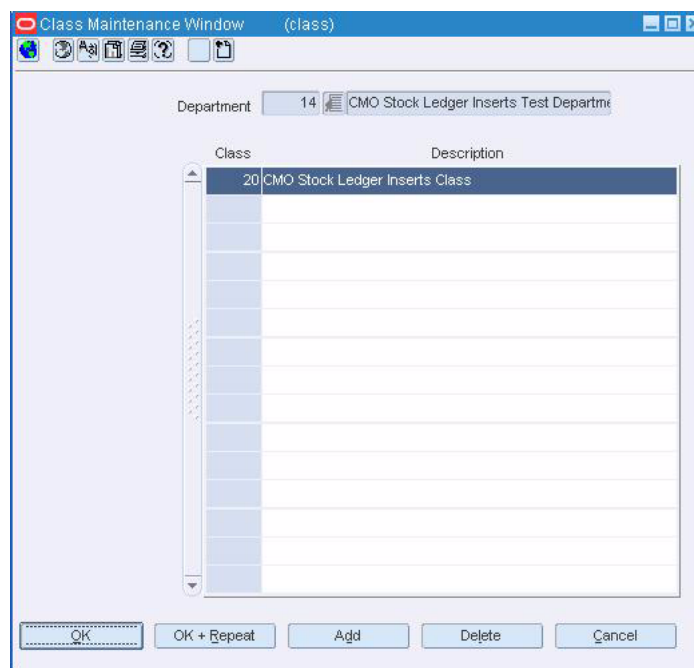 Class Maintenance Window (class)
Department 14 CMO Stock Ledger Inserts Test Departme
Class Description
20 CMO Stock Ledger Inserts Class
OK OK + Repeat Add Delete Cancel